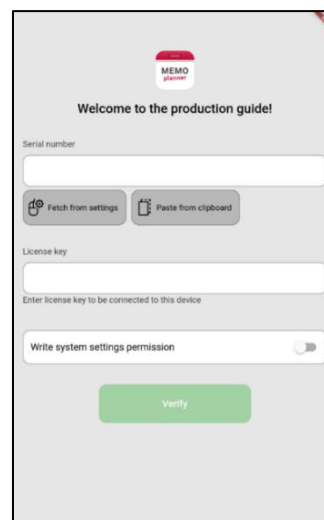 MEMO
planner
Welcome to the production guide!
Serial number
Fetch from settings
Paste from clipboard
License key
Enter license key to be connected to this device
Write system settings permission
Verify